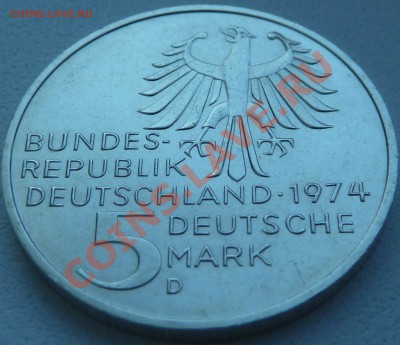 COINS.LAVE.RU
BUNDES-
REPUBLIK
DEUTSCHLAND · 1974
5 DEUTSCHE
MARK
D
COINS.LAVE.RU